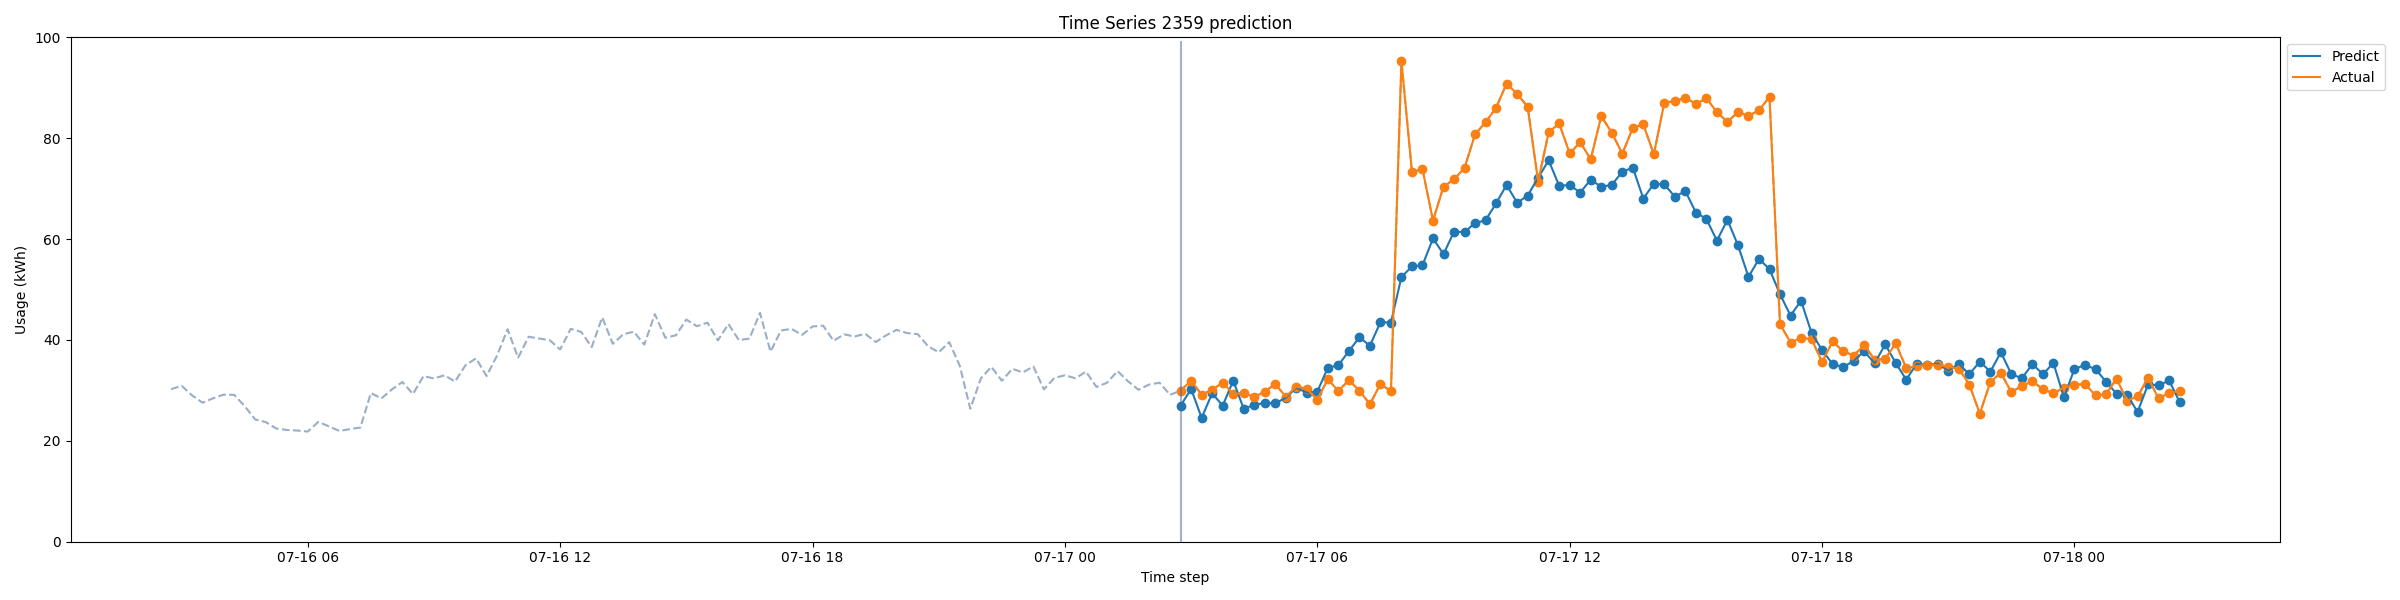 Time Series 2359 prediction
Predict
Actual
Usage (kWh)
100
80
60
40
20
0
07-16 06
07-16 12
07-16 18
07-17 00
07-17 06
07-17 12
07-17 18
07-18 00
Time step